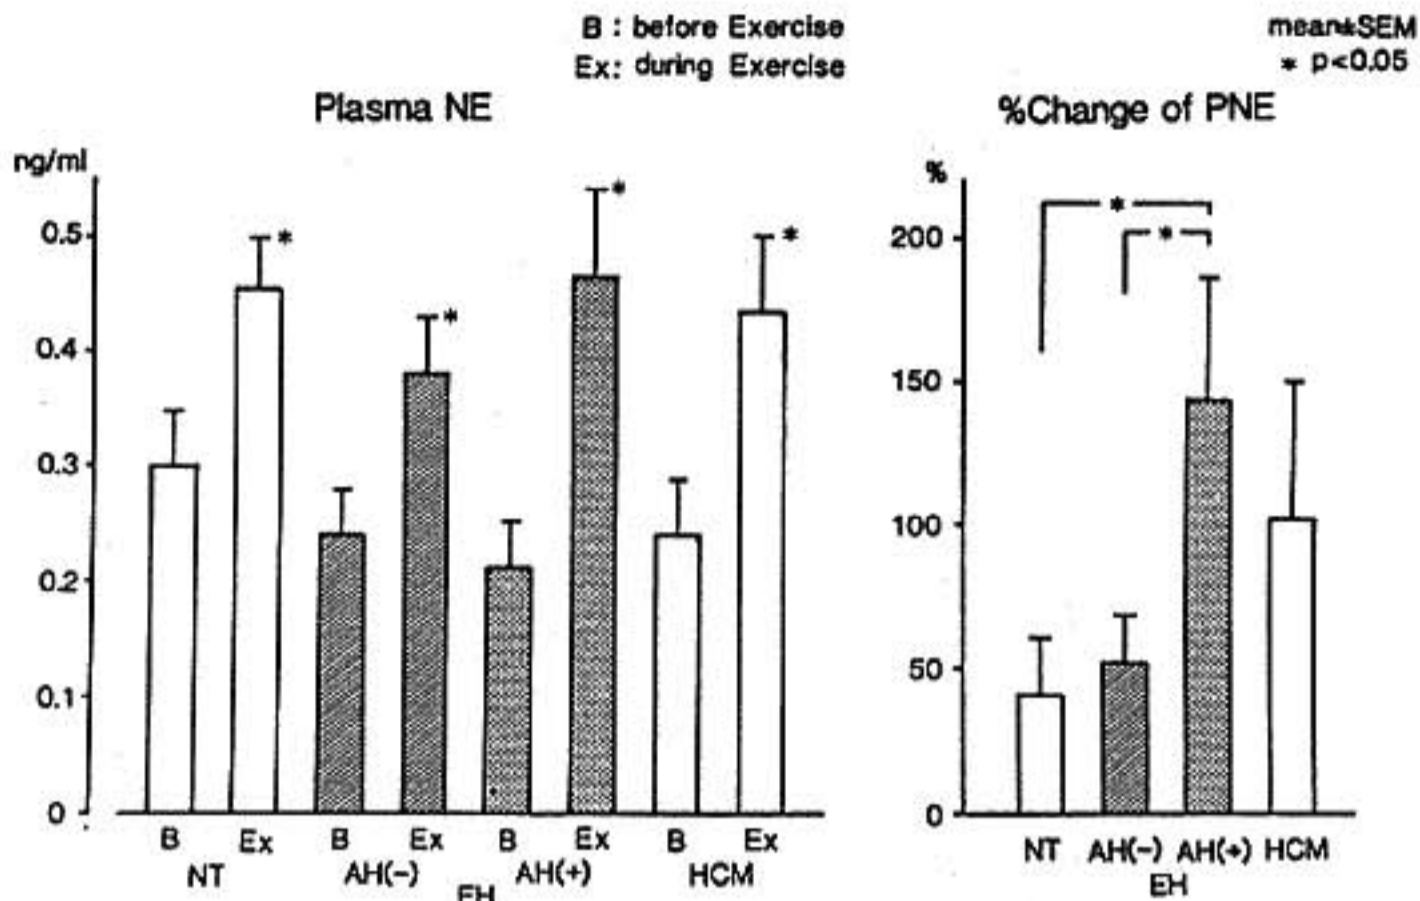 B : before Exercise
Ex: during Exercise
mean±SEM
* p<0.05
Plasma NE
ng/ml
0.5
0.4
0.3
0.2
0.1
0
*
*
*
*
B Ex B Ex B Ex B Ex
NT AH(-) AH(+) HCM
EH
%Change of PNE
%
200
150
100
50
0
*
*
NT AH(-) AH(+) HCM
EH